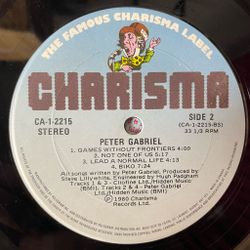 THE FAMOUS CHARISMA LABEL
CHARISMA
CA-1-2215
STEREO
SIDE 2
(CA-1-2219-BS)
33 1/3 RPM
PETER GABRIEL
1. GAMES WITHOUT FRONTIERS 4:00
2. NOT ONE OF US 5:17
3. LEAD A NORMAL LIFE 4:13
4. BIKO 7:24
All songs written by Peter Gabriel, Produced by
Steve Lillywhite, Engineered by Hugh Padgham
Tracks 1 & 3 - Cliofine Ltd./Hidden Music
(BMI), Tracks 2 & 4 - Peter Gabriel
Ltd./Hidden Music (BMI)
℗ 1980 Charisma
Records Ltd.